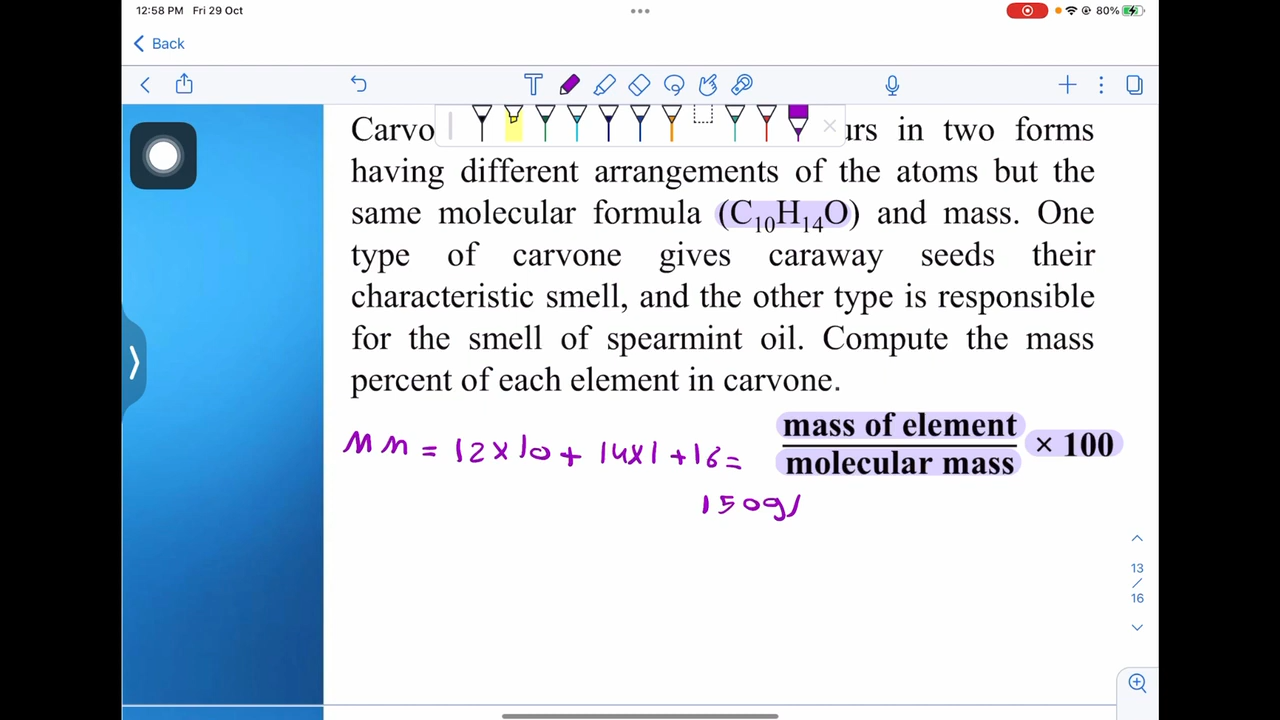 12:58 PM Fri 29 Oct
80%
Back
T
Carvo urs in two forms
having different arrangements of the atoms but the
same molecular formula (C₁₀H₁₄O) and mass. One
type of carvone gives caraway seeds their
characteristic smell, and the other type is responsible
for the smell of spearmint oil. Compute the mass
percent of each element in carvone.
mass of element
molecular mass
× 100
MM = 12 x 10 + 14x1 + 16 =
150g/
13
/
16